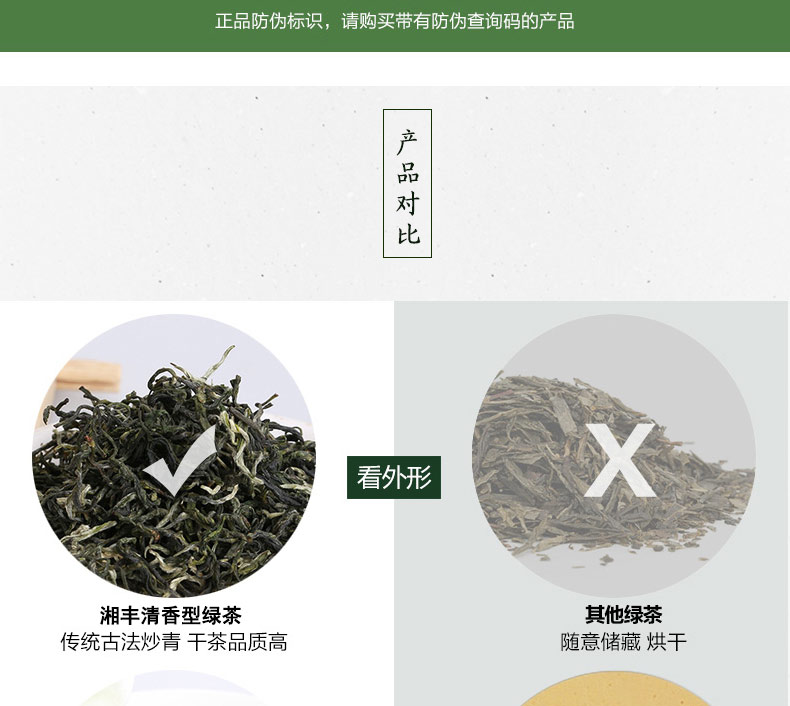 正品防伪标识，请购买带有防伪查询码的产品
产品对比
看外形
湘丰清香型绿茶
传统古法炒青 干茶品质高
其他绿茶
随意储藏 烘干